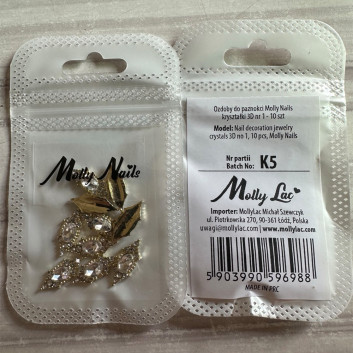 Molly Nails
Ozdoby do paznokci Molly Nails
kryształki 3D nr 1 - 10 szt
Model: Nail decoration jewelry
crystals 3D nn 1, 10 pcs, Molly Nails
Nr partii
Batch No: K5
Molly Lac
Importer: MollyLac Michał Szewczyk
ul. Piotrkowska 270, 90-361 Łódź, Polska
uwagi@mollylac.com | www.mollylac.com
5 903990 596988
MADE IN PRC